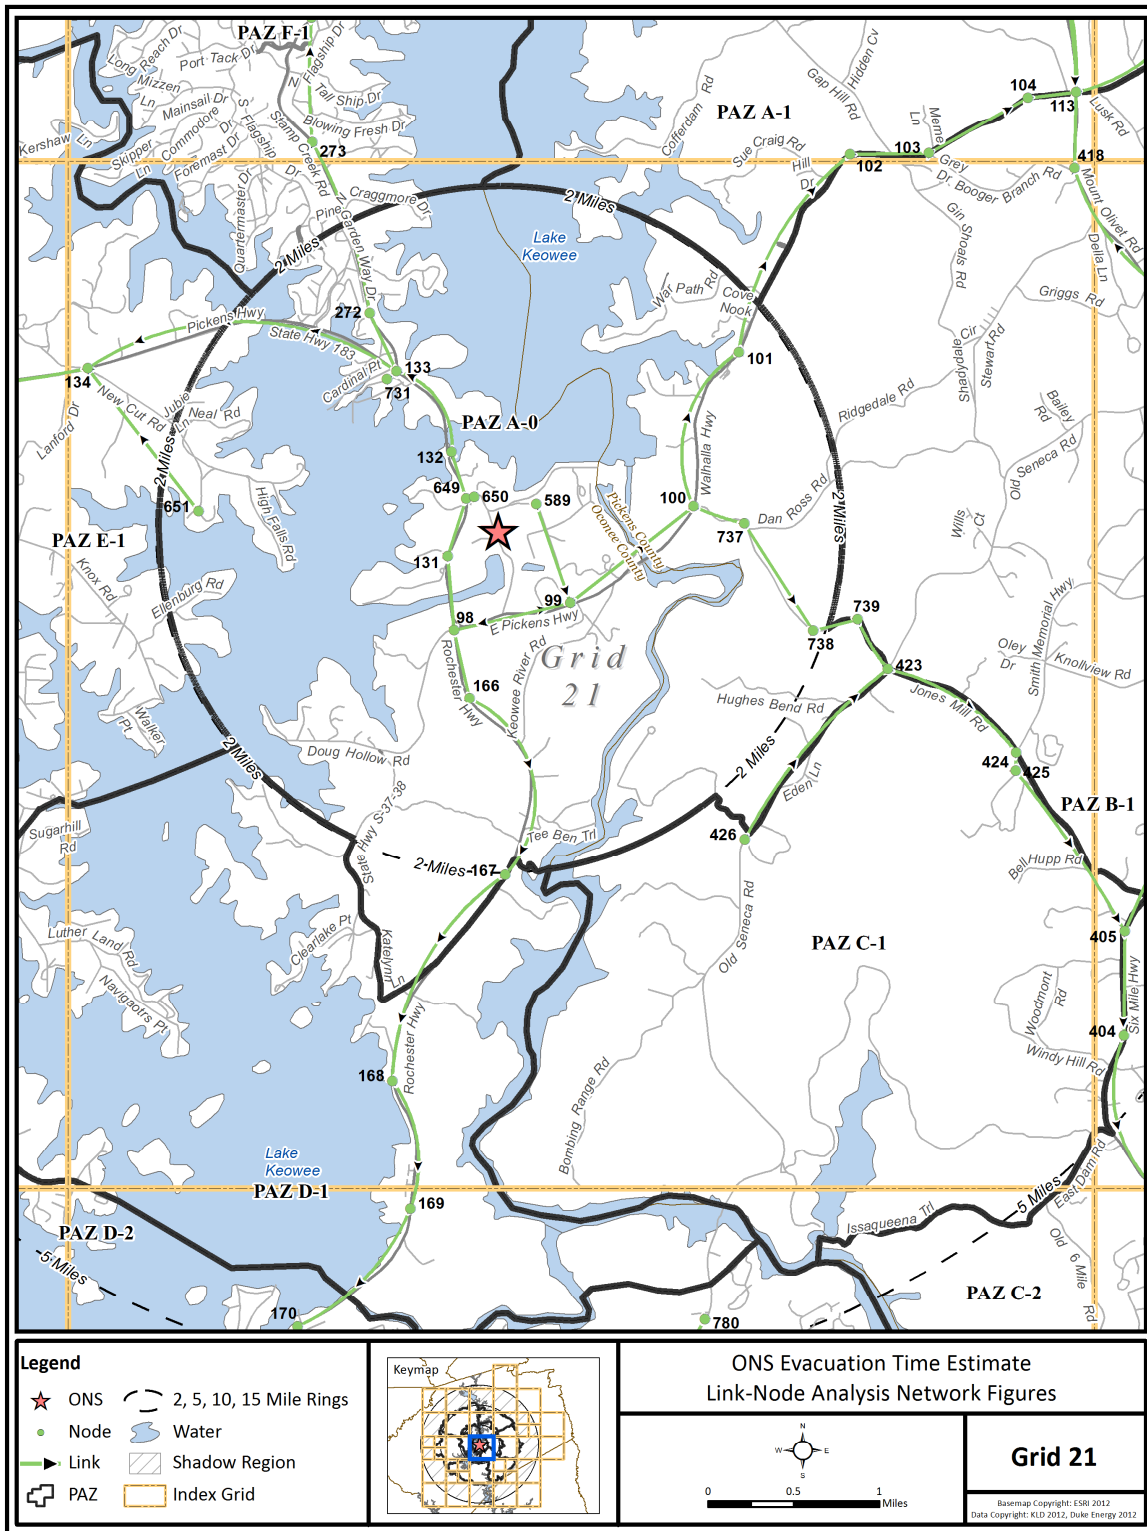 PAZ F-1
Long Reach Dr
Port Tack Dr
N Flagship Dr
Mizzen Ln
Tall Ship Dr
Mainsail Dr
Commodore Dr
S Flagship Dr
Blowing Fresh Dr
Kershaw Ln
Skipper Ln
Foremast Dr
Stamp Creek Rd
273
Quartermaster Dr
Craggmore Dr
Pine
N Garden Way Dr
2 Miles
2 Miles
Lake
Keowee
Cofferdam Rd
PAZ A-1
Gap Hill Rd
Hidden Cv
Sue Craig Rd
Hill Dr
Meme Ln
104
113
Lusk Rd
103
102
418
Grey
Dr. Booger
Branch Rd
Mount Olivet Rd
Della Ln
Gin Shoals Rd
War Path Rd
Cove Nook
Griggs Rd
272
Pickens Hwy
State Hwy 183
Cardinal Pt
133
731
134
101
Shadydale Cir
Stewart Rd
New Cut Rd
Jubie Ln
Neal Rd
Lanford Dr
Ridgedale Rd
Bailey Rd
PAZ A-0
2 Miles
132
649
650
589
Walhalla Hwy
100
Old Seneca Rd
651
High Falls Rd
Pickens County
Oconee County
Dan Ross Rd
737
2 Miles
Wills Ct
PAZ E-1
131
Knox Rd
Ellenburg Rd
98
99
E Pickens Hwy
739
738
Smith Memorial Hwy
Oley Dr
Knollview Rd
Rochester Hwy
Keowee River Rd
Grid
21
423
166
Hughes Bend Rd
Jones Mill Rd
Walker Pt
2 Miles
Doug Hollow Rd
2 Miles
424
425
Eden Ln
PAZ B-1
Sugarhill Rd
State Hwy S-37-38
Tee Ben Trl
426
2 Miles
167
Bell Hupp Rd
Luther Land Rd
Clearlake Pt
Katelynn Ln
Old Seneca Rd
PAZ C-1
405
Navigaotrs Pt
Rochester Hwy
Woodmont Rd
Six Mile Hwy
404
Windy Hill Rd
168
Bombing Range Rd
Lake
Keowee
PAZ D-1
169
East Dam Rd
5 Miles
Issaqueena Trl
PAZ D-2
5 Miles
Old 6 Mile Rd
PAZ C-2
170
780
Legend
ONS
2, 5, 10, 15 Mile Rings
Node
Water
Link
Shadow Region
PAZ
Index Grid
Keymap
ONS Evacuation Time Estimate
Link-Node Analysis Network Figures
N
W E
S
0 0.5 1
Miles
Grid 21
Basemap Copyright: ESRI 2012
Data Copyright: KLD 2012, Duke Energy 2012